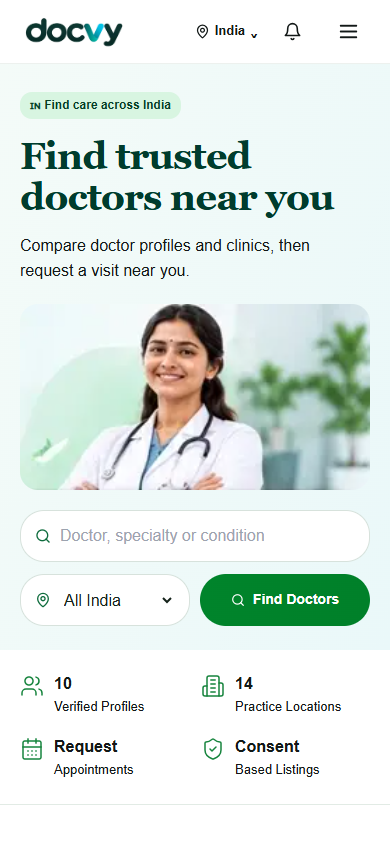 docvy
India
IN Find care across India
Find trusted
doctors near you
Compare doctor profiles and clinics, then
request a visit near you.
Doctor, specialty or condition
All India
Find Doctors
10
Verified Profiles
14
Practice Locations
Request
Appointments
Consent
Based Listings